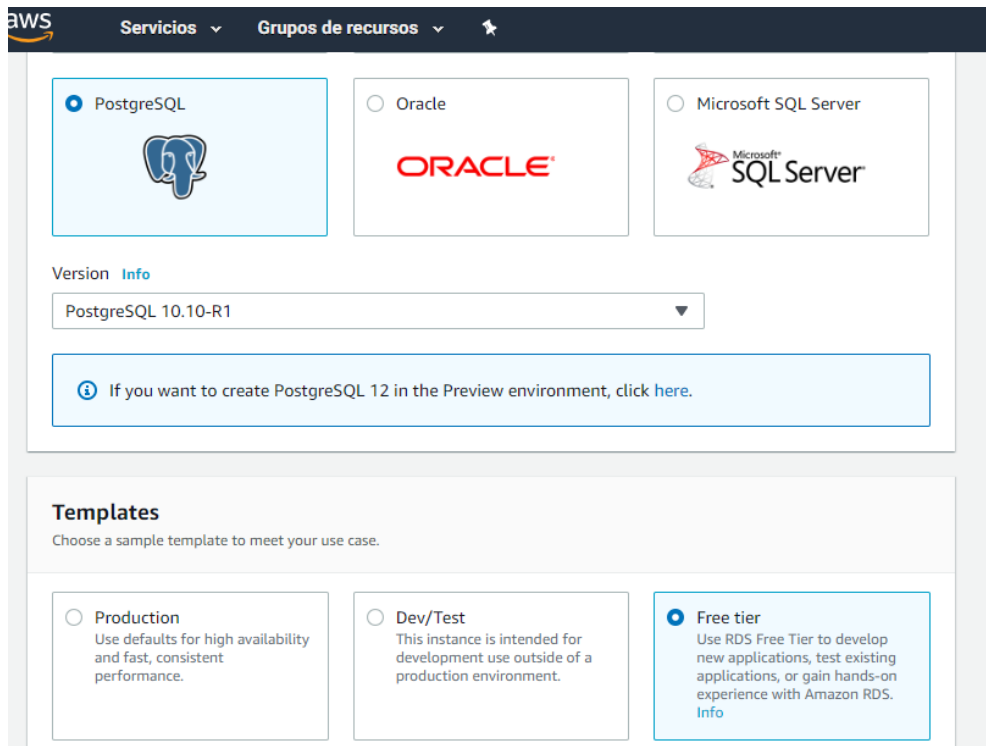 aws
Servicios
Grupos de recursos
PostgreSQL
Oracle
Microsoft SQL Server
ORACLE
Microsoft
SQL Server
Version Info
PostgreSQL 10.10-R1
If you want to create PostgreSQL 12 in the Preview environment, click here.
Templates
Choose a sample template to meet your use case.
Production
Use defaults for high availability
and fast, consistent
performance.
Dev/Test
This instance is intended for
development use outside of a
production environment.
Free tier
Use RDS Free Tier to develop
new applications, test existing
applications, or gain hands-on
experience with Amazon RDS.
Info